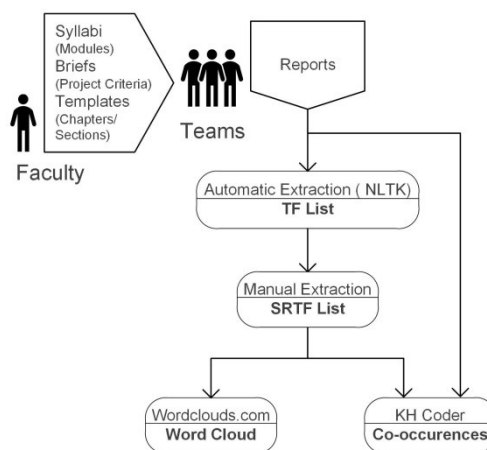 Syllabi
(Modules)
Briefs
(Project Criteria)
Templates
(Chapters/
Sections)
Faculty
Teams
Reports
Automatic Extraction ( NLTK)
TF List
Manual Extraction
SRTF List
Wordclouds.com
Word Cloud
KH Coder
Co-occurences